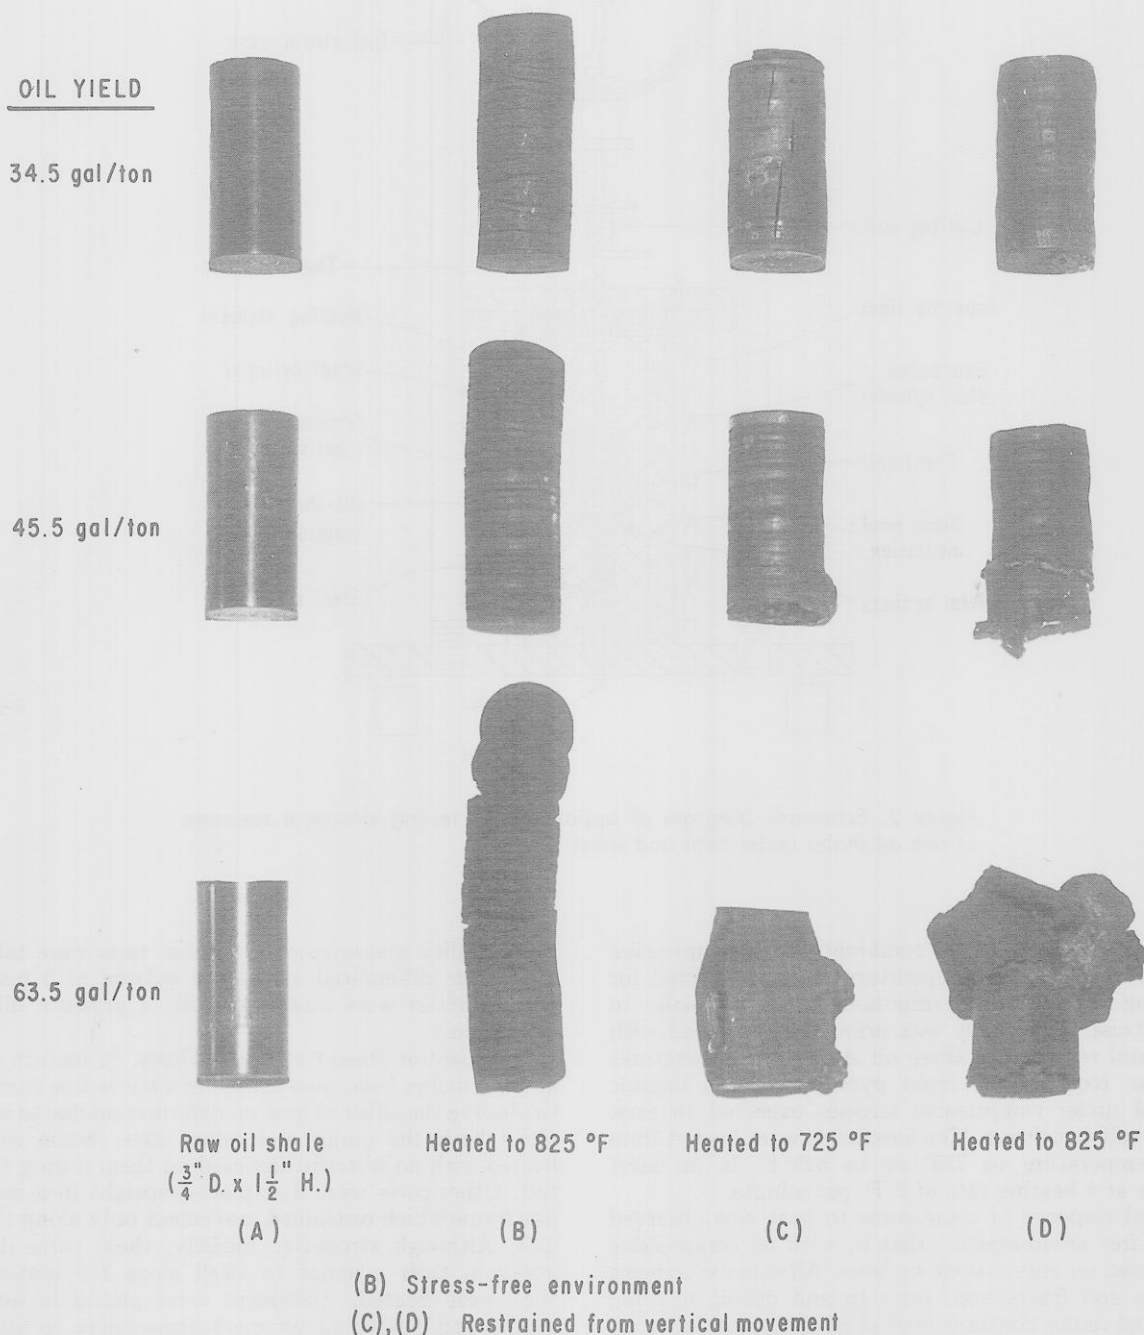 OIL YIELD
34.5 gal/ton
45.5 gal/ton
63.5 gal/ton
Raw oil shale
(3/4" D. x 1 1/2" H.)
(A)
Heated to 825 °F
(B)
Heated to 725 °F
(C)
Heated to 825 °F
(D)
(B) Stress-free environment
(C),(D) Restrained from vertical movement